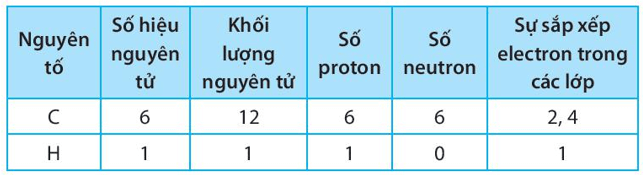 Nguyên tố | Số hiệu nguyên tử | Khối lượng nguyên tử | Số proton | Số neutron | Sự sắp xếp electron trong các lớp
C | 6 | 12 | 6 | 6 | 2, 4
H | 1 | 1 | 1 | 0 | 1